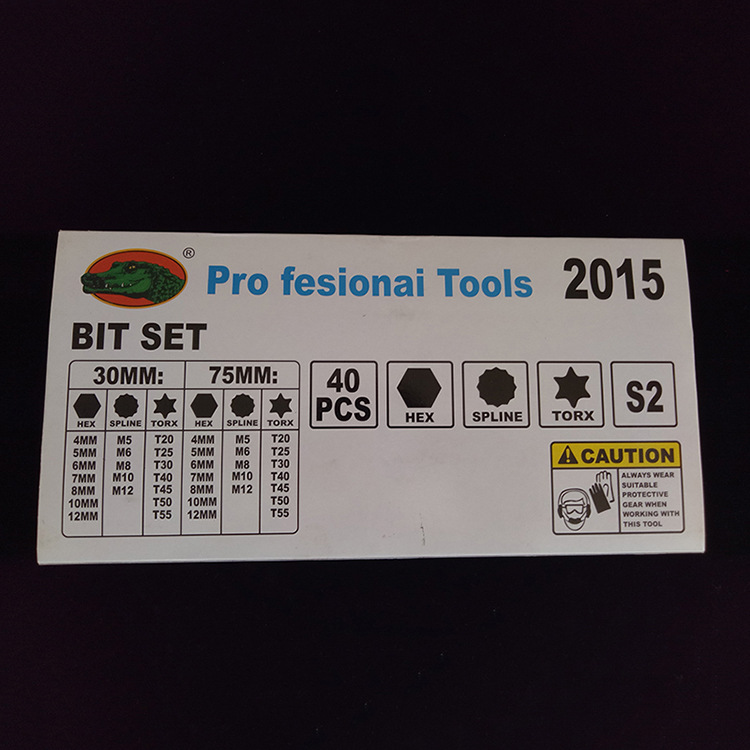 ®
Pro fesionai Tools 2015
BIT SET
30MM: 75MM:
HEX SPLINE TORX HEX SPLINE TORX
4MM M5 T20 4MM M5 T20
5MM M6 T25 5MM M6 T25
6MM M8 T30 6MM M8 T30
7MM M10 T40 7MM M10 T40
8MM M12 T45 8MM M12 T45
10MM T50 10MM T50
12MM T55 12MM T55
40
PCS
HEX
SPLINE
TORX
S2
CAUTION
ALWAYS WEAR
SUITABLE
PROTECTIVE
GEAR WHEN
WORKING WITH
THIS TOOL